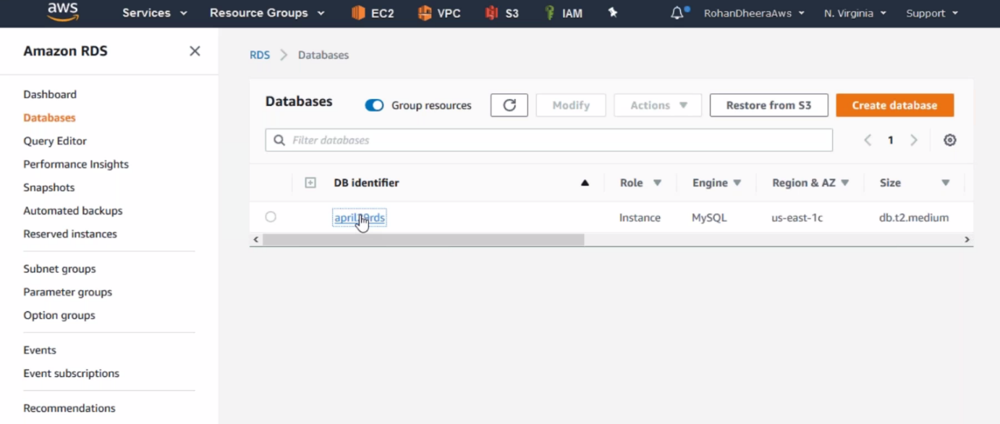 aws Services Resource Groups EC2 VPC S3 IAM RohanDheeraAws N. Virginia Support
Amazon RDS
RDS > Databases
Dashboard
Databases
Query Editor
Performance Insights
Snapshots
Automated backups
Reserved instances
Subnet groups
Parameter groups
Option groups
Events
Event subscriptions
Recommendations
Databases Group resources Modify Actions Restore from S3 Create database
Filter databases 1
DB identifier Role Engine Region & AZ Size
Instance MySQL us-east-1c db.t2.medium